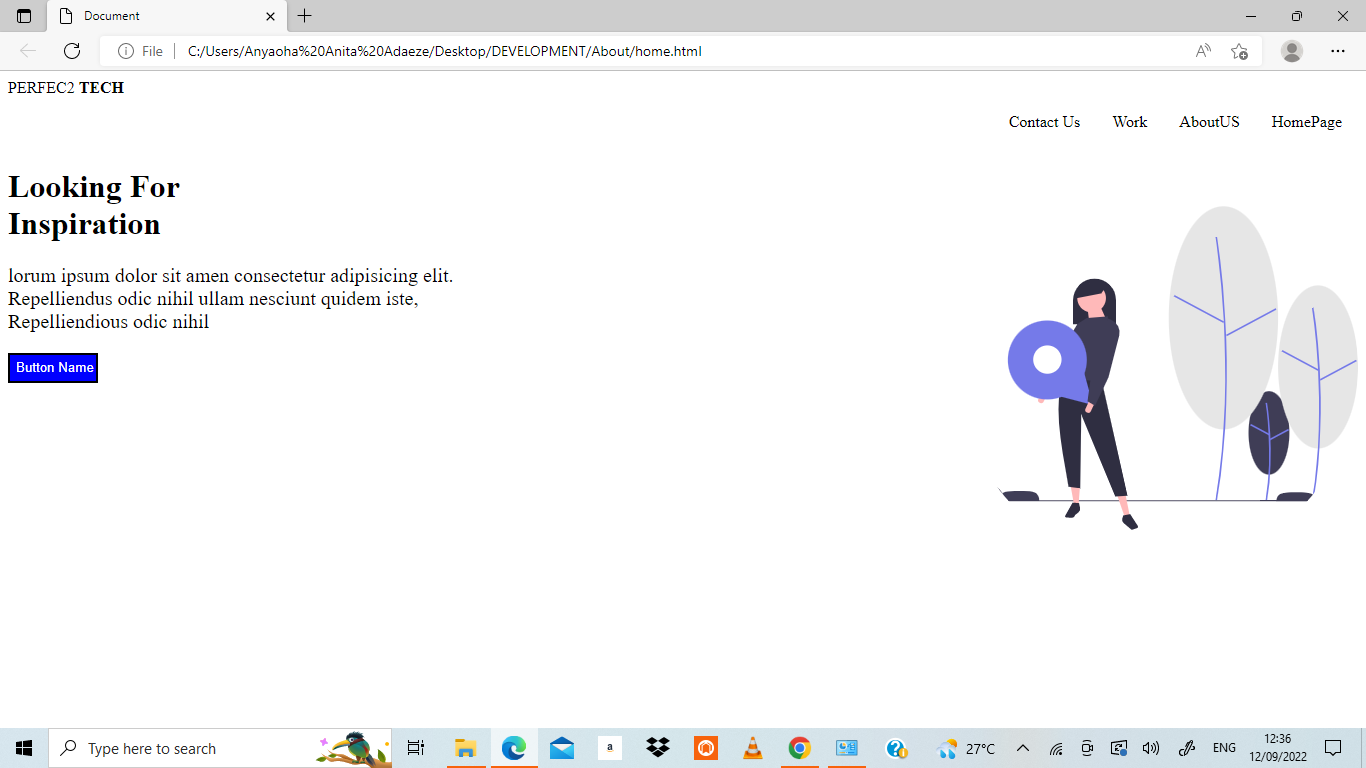 Document
File
C:/Users/Anyaoha%20Anita%20Adaeze/Desktop/DEVELOPMENT/About/home.html
PERFEC2 TECH
Contact Us Work AboutUS HomePage
Looking For
Inspiration
lorum ipsum dolor sit amen consectetur adipisicing elit.
Repelliendus odic nihil ullam nesciunt quidem iste,
Repelliendious odic nihil
Button Name
Type here to search
a
27°C
ENG
12:36
12/09/2022